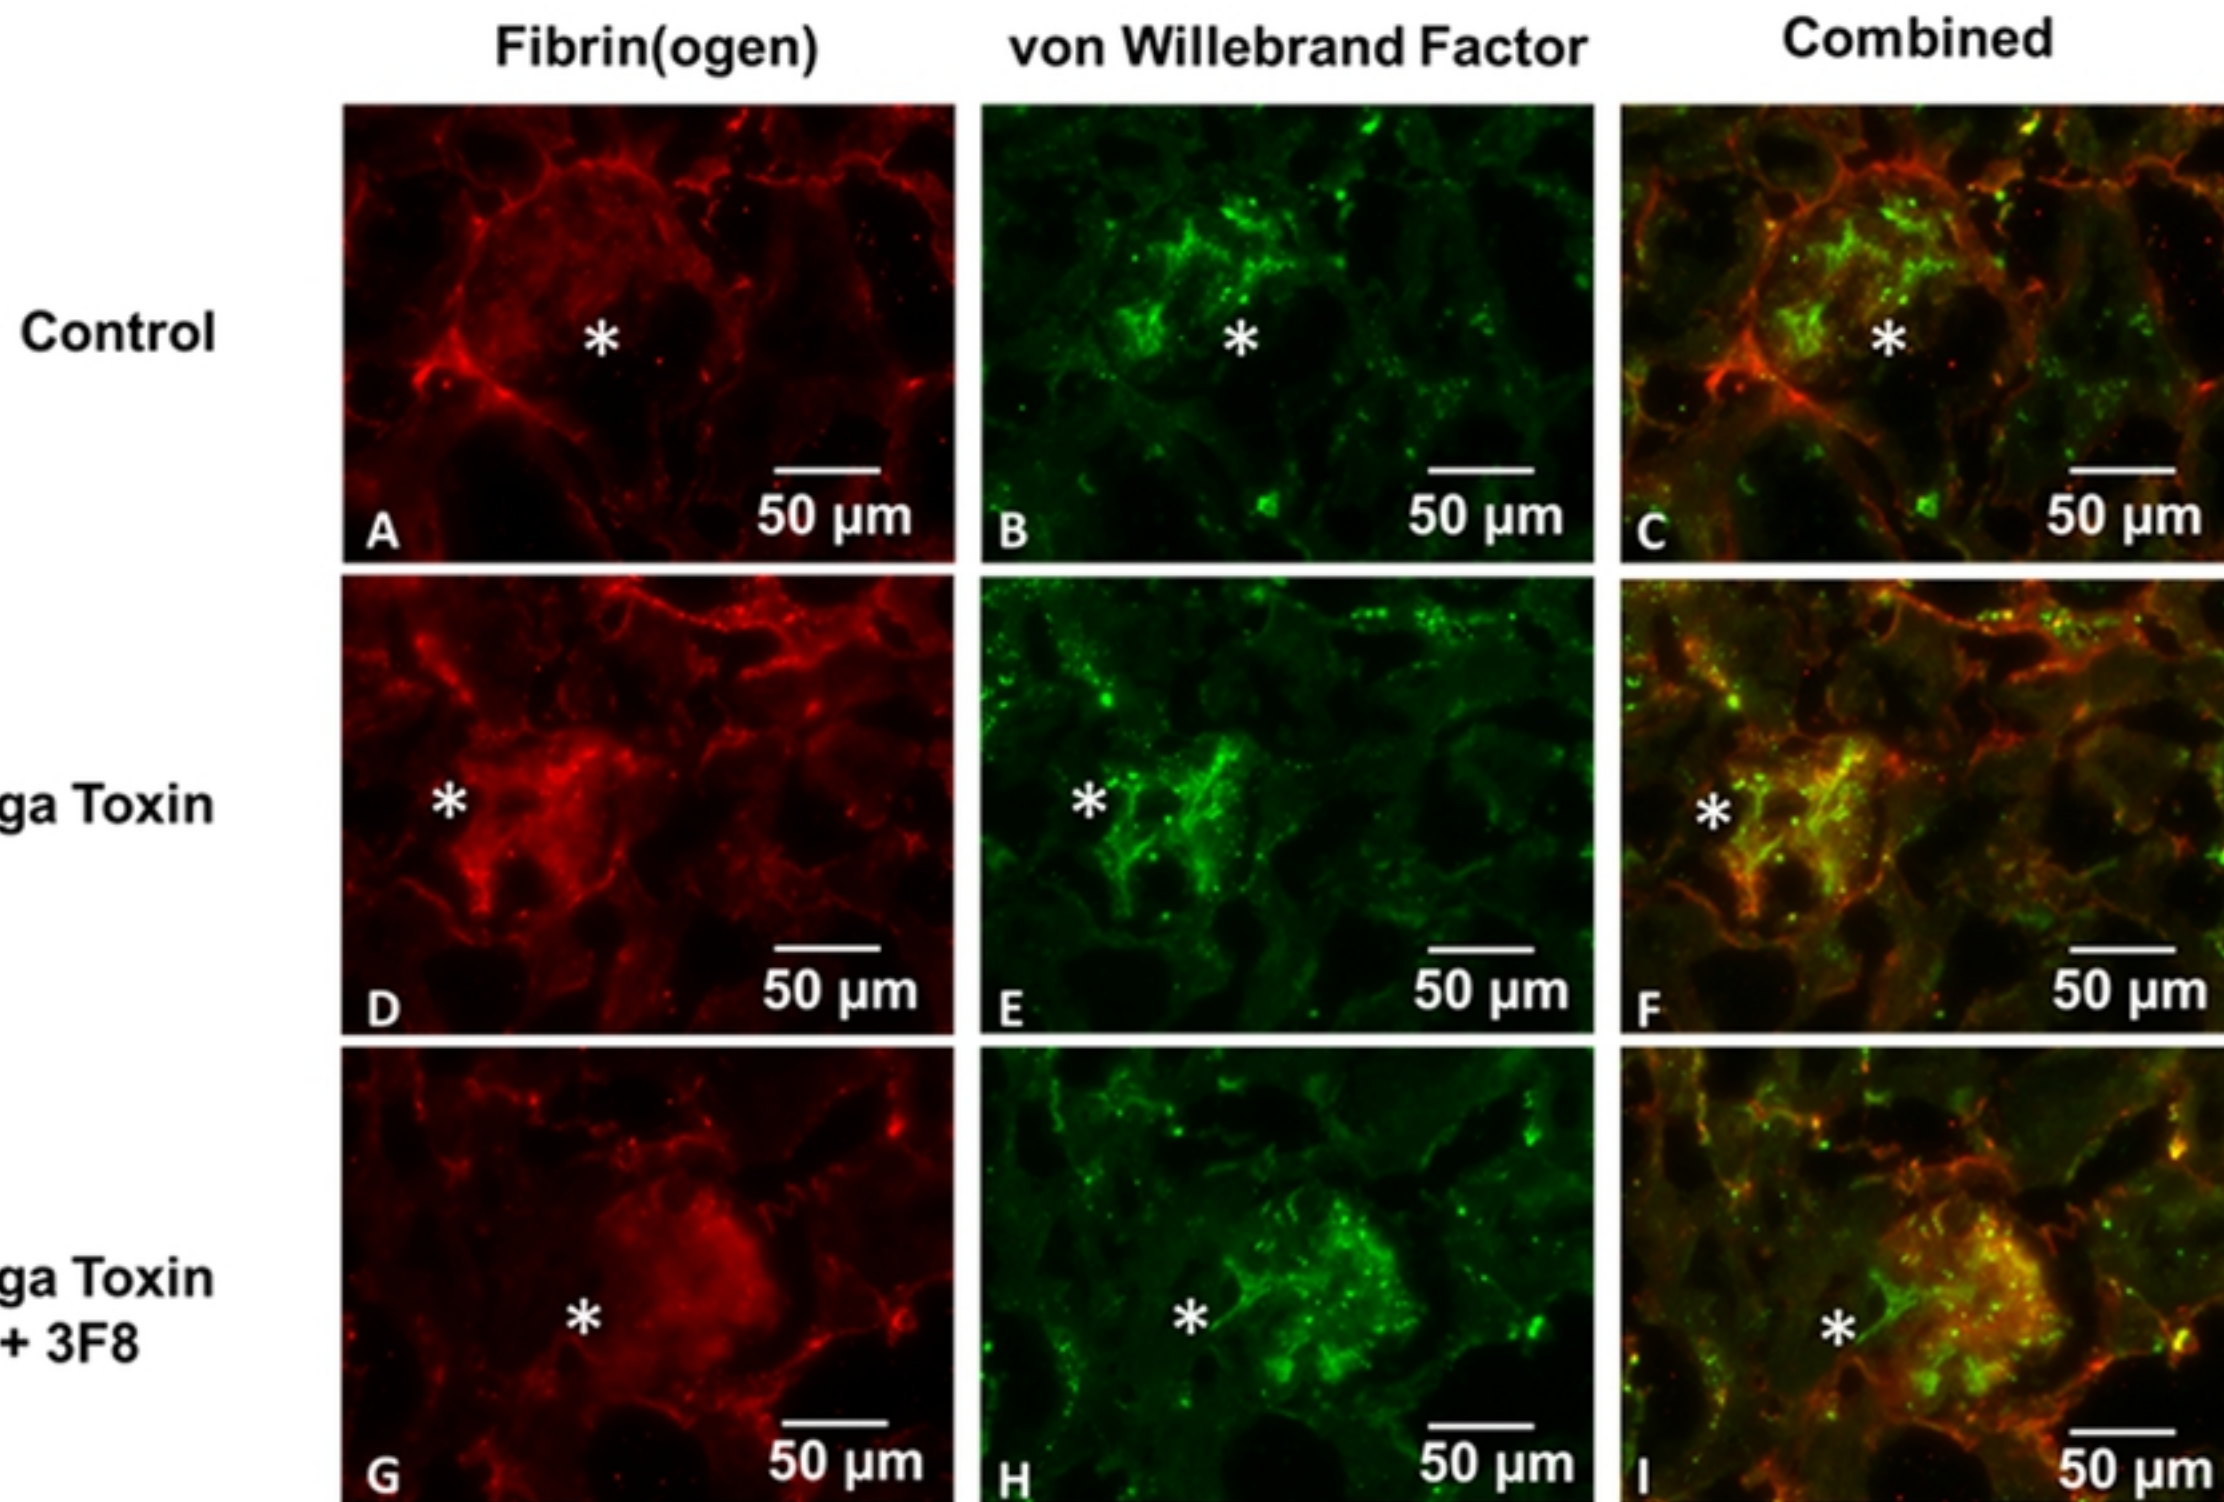 Fibrin(ogen) von Willebrand Factor Combined
Control
* * *
50 µm 50 µm 50 µm
A B C
ga Toxin
* * *
50 µm 50 µm 50 µm
D E F
ga Toxin
+ 3F8
* * *
50 µm 50 µm 50 µm
G H I